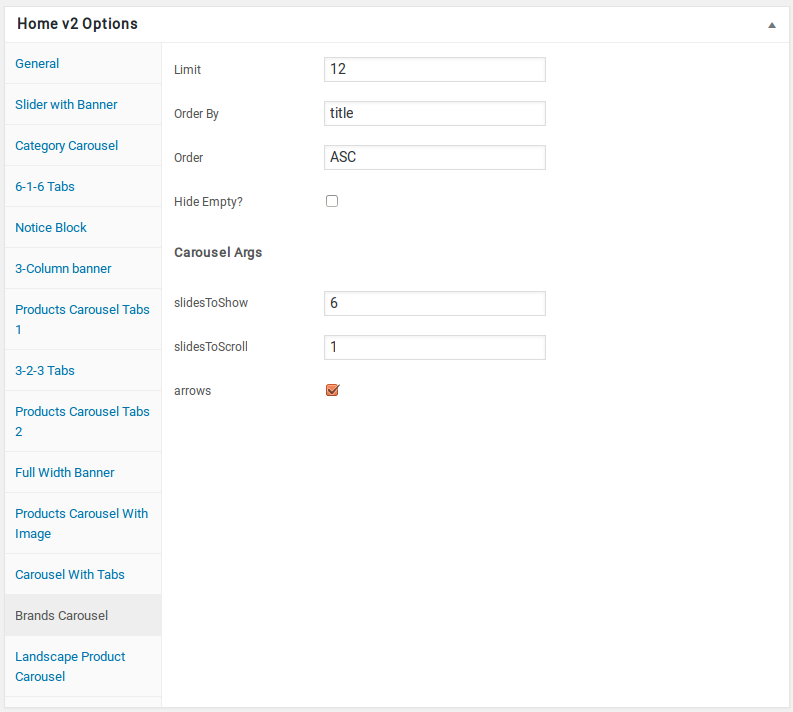 Home v2 Options
General
Slider with Banner
Category Carousel
6-1-6 Tabs
Notice Block
3-Column banner
Products Carousel Tabs
1
3-2-3 Tabs
Products Carousel Tabs
2
Full Width Banner
Products Carousel With
Image
Carousel With Tabs
Brands Carousel
Landscape Product
Carousel
Limit 12
Order By title
Order ASC
Hide Empty?
Carousel Args
slidesToShow 6
slidesToScroll 1
arrows